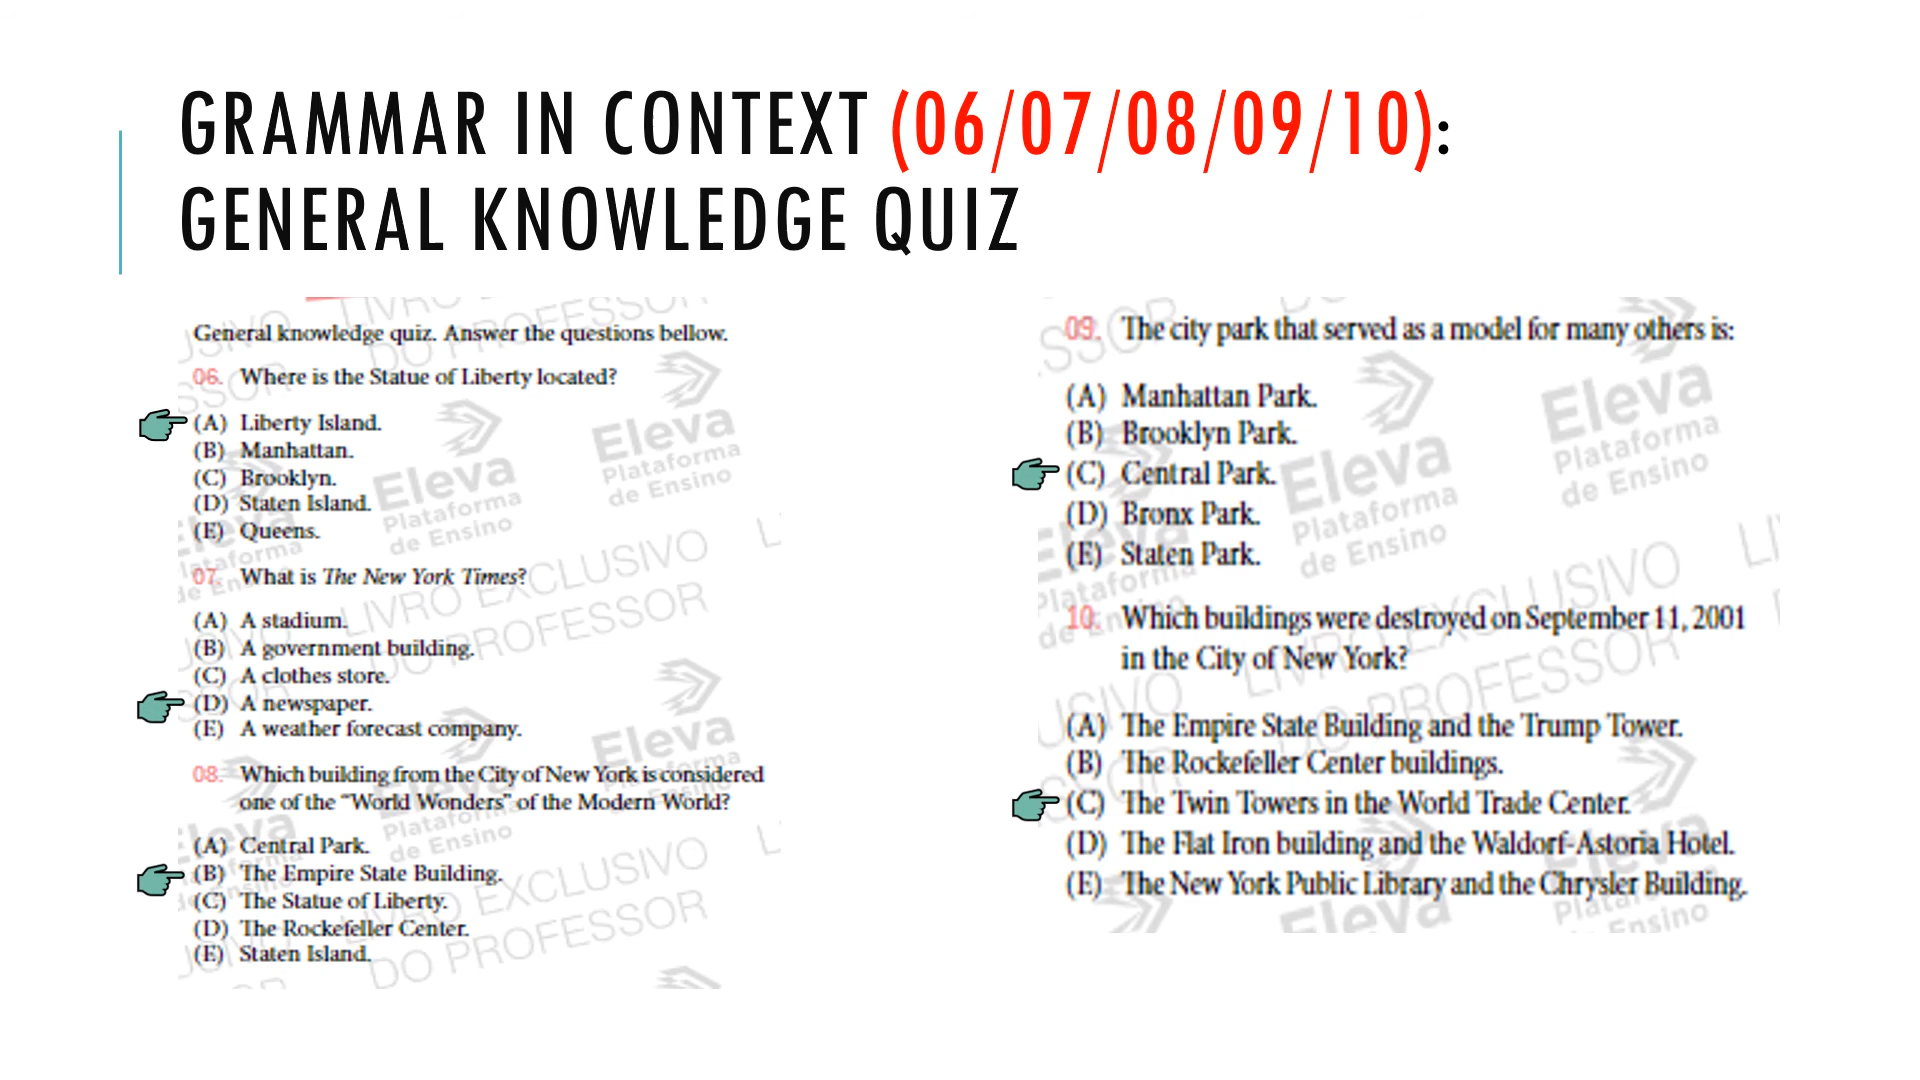 GRAMMAR IN CONTEXT (06/07/08/09/10):
GENERAL KNOWLEDGE QUIZ
General knowledge quiz. Answer the questions bellow.
06. Where is the Statue of Liberty located?
(A) Liberty Island.
(B) Manhattan.
(C) Brooklyn.
(D) Staten Island.
(E) Queens.
07. What is The New York Times?
(A) A stadium.
(B) A government building.
(C) A clothes store.
(D) A newspaper.
(E) A weather forecast company.
08. Which building from the City of New York is considered
one of the “World Wonders” of the Modern World?
(A) Central Park.
(B) The Empire State Building.
(C) The Statue of Liberty.
(D) The Rockefeller Center.
(E) Staten Island.
09. The city park that served as a model for many others is:
(A) Manhattan Park.
(B) Brooklyn Park.
(C) Central Park.
(D) Bronx Park.
(E) Staten Park.
10. Which buildings were destroyed on September 11, 2001
in the City of New York?
(A) The Empire State Building and the Trump Tower.
(B) The Rockefeller Center buildings.
(C) The Twin Towers in the World Trade Center.
(D) The Flat Iron building and the Waldorf-Astoria Hotel.
(E) The New York Public Library and the Chrysler Building.
Eleva
Plataforma
de Ensino
LIVRO EXCLUSIVO
DO PROFESSOR